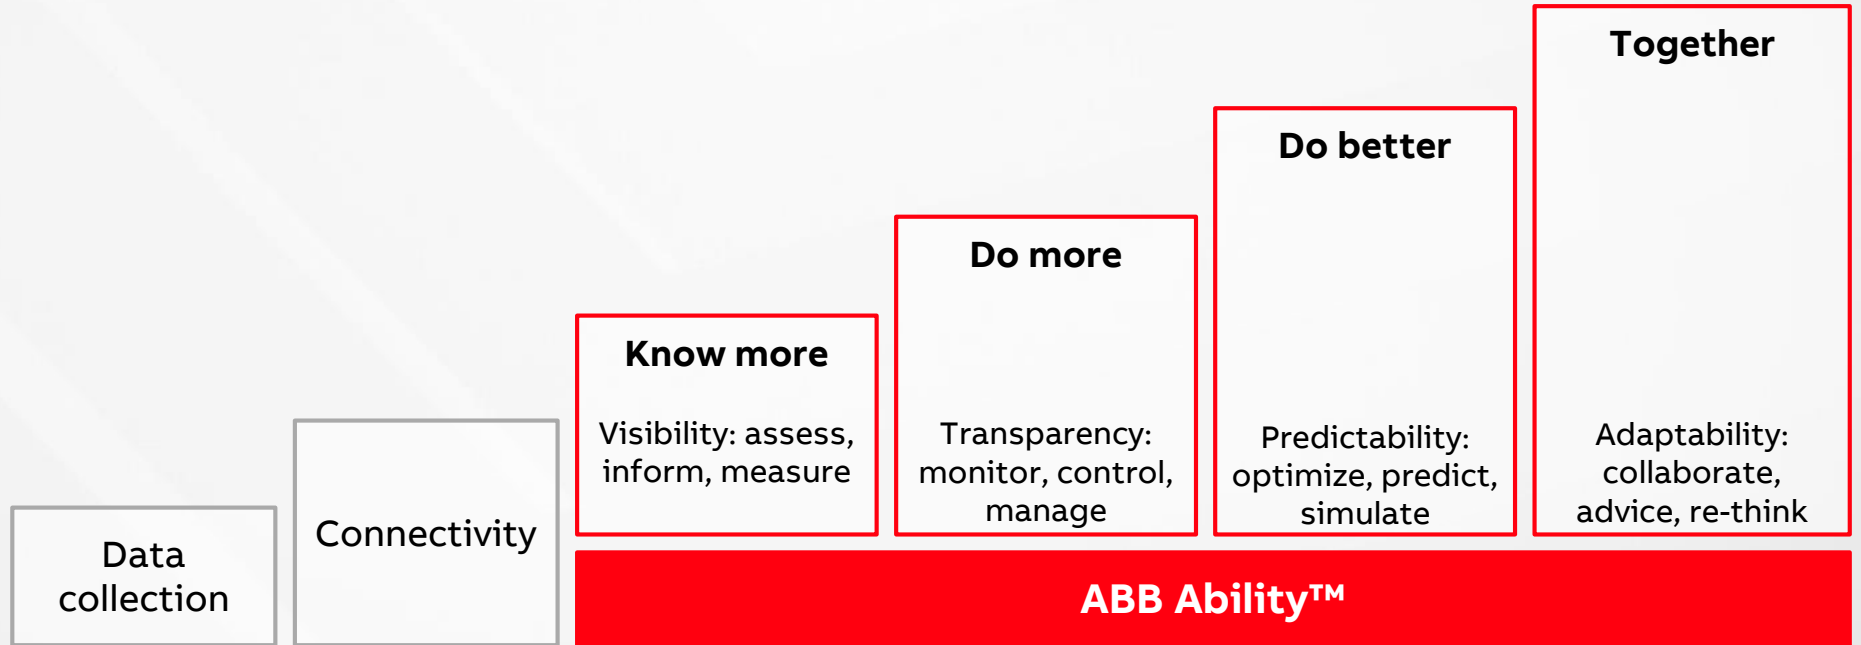 Data
collection
Connectivity
Know more
Visibility: assess,
inform, measure
Do more
Transparency:
monitor, control,
manage
Do better
Predictability:
optimize, predict,
simulate
Together
Adaptability:
collaborate,
advice, re-think
ABB Ability™